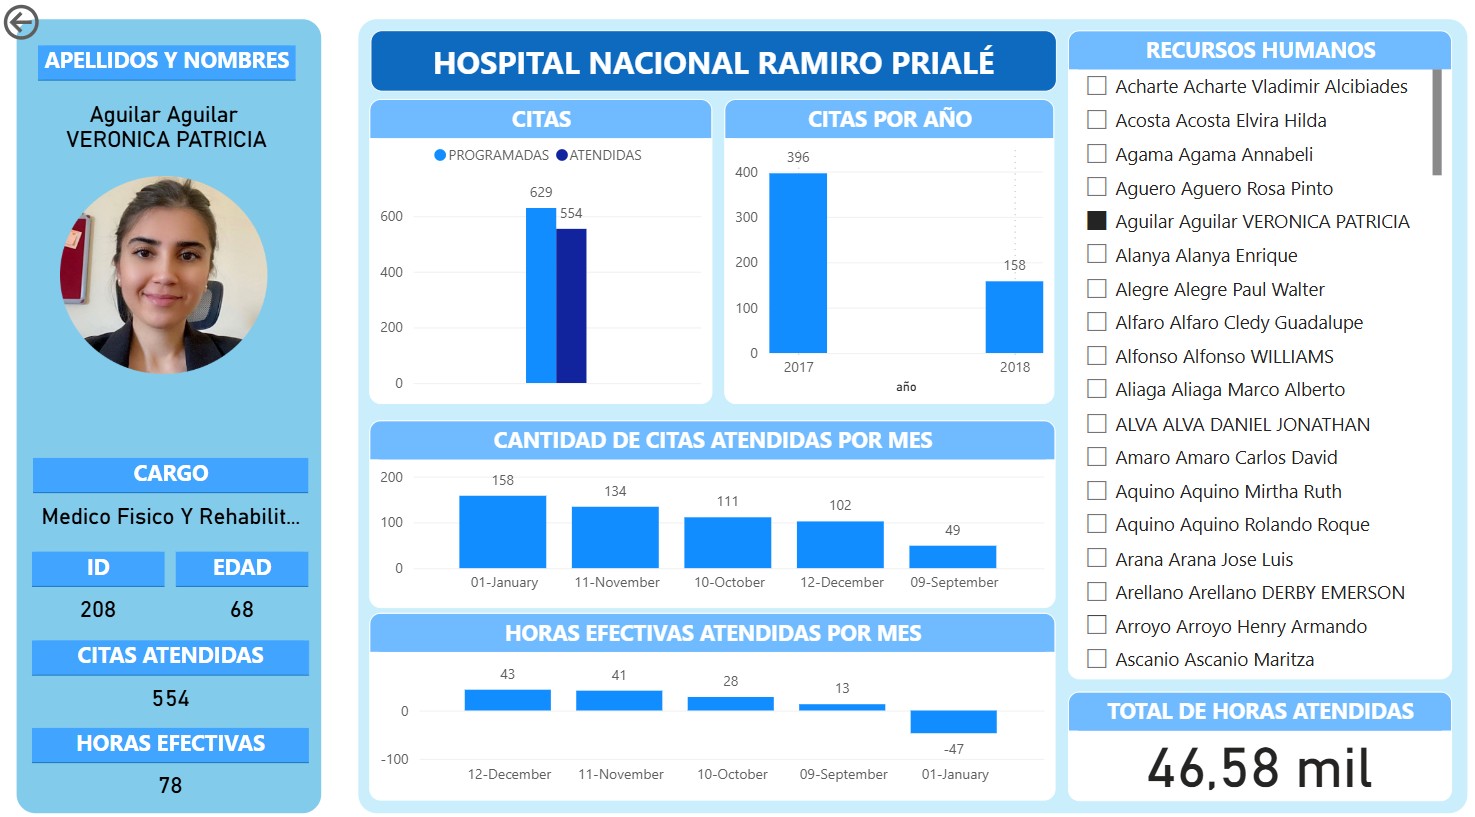 APELLIDOS Y NOMBRES
Aguilar Aguilar
VERONICA PATRICIA
CARGO
Medico Fisico Y Rehabilit...
ID
EDAD
208
68
CITAS ATENDIDAS
554
HORAS EFECTIVAS
78
HOSPITAL NACIONAL RAMIRO PRIALÉ
CITAS
PROGRAMADAS ATENDIDAS
629
554
600
400
200
0
CITAS POR AÑO
396
400
300
200
158
100
0
2017
2018
año
CANTIDAD DE CITAS ATENDIDAS POR MES
200
158
134
111
102
49
100
0
01-January
11-November
10-October
12-December
09-September
HORAS EFECTIVAS ATENDIDAS POR MES
43
41
28
13
0
-47
-100
12-December
11-November
10-October
09-September
01-January
RECURSOS HUMANOS
Acharte Acharte Vladimir Alcibiades
Acosta Acosta Elvira Hilda
Agama Agama Annabeli
Aguero Aguero Rosa Pinto
Aguilar Aguilar VERONICA PATRICIA
Alanya Alanya Enrique
Alegre Alegre Paul Walter
Alfaro Alfaro Cledy Guadalupe
Alfonso Alfonso WILLIAMS
Aliaga Aliaga Marco Alberto
ALVA ALVA DANIEL JONATHAN
Amaro Amaro Carlos David
Aquino Aquino Mirtha Ruth
Aquino Aquino Rolando Roque
Arana Arana Jose Luis
Arellano Arellano DERBY EMERSON
Arroyo Arroyo Henry Armando
Ascanio Ascanio Maritza
TOTAL DE HORAS ATENDIDAS
46,58 mil